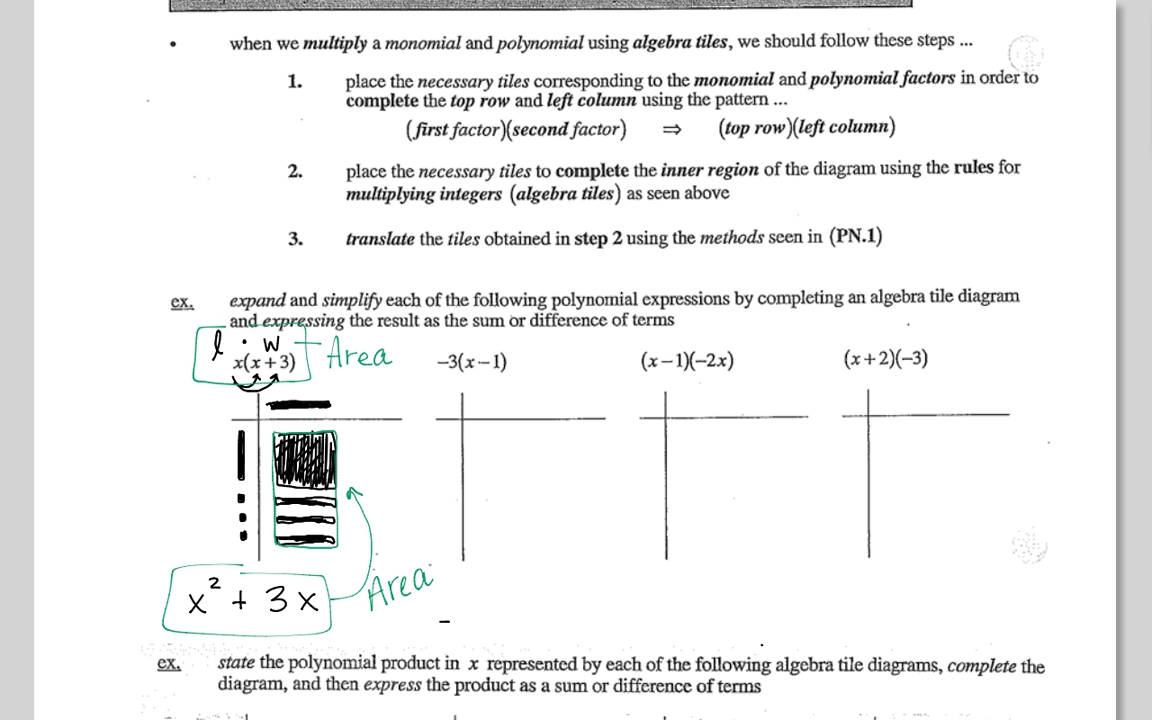 • when we multiply a monomial and polynomial using algebra tiles, we should follow these steps ...
1. place the necessary tiles corresponding to the monomial and polynomial factors in order to
complete the top row and left column using the pattern ...
(first factor)(second factor) ⇒ (top row)(left column)
2. place the necessary tiles to complete the inner region of the diagram using the rules for
multiplying integers (algebra tiles) as seen above
3. translate the tiles obtained in step 2 using the methods seen in (PN.1)
ex. expand and simplify each of the following polynomial expressions by completing an algebra tile diagram
and expressing the result as the sum or difference of terms
l · w
Area
x(x+3) −3(x−1) (x−1)(−2x) (x+2)(−3)
Area
x² + 3x
ex. state the polynomial product in x represented by each of the following algebra tile diagrams, complete the
diagram, and then express the product as a sum or difference of terms